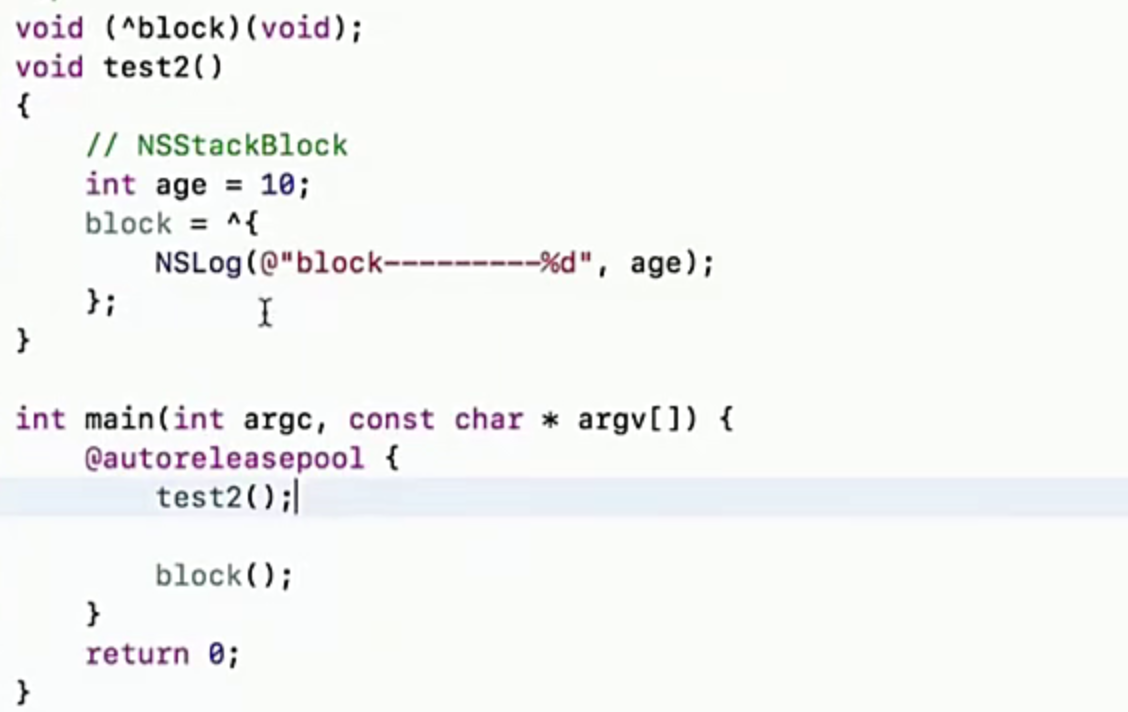 void (^block)(void);
void test2()
{
    // NSStackBlock
    int age = 10;
    block = ^{
        NSLog(@"block---------%d", age);
    };
}

int main(int argc, const char * argv[]) {
    @autoreleasepool {
        test2();

        block();
    }
    return 0;
}